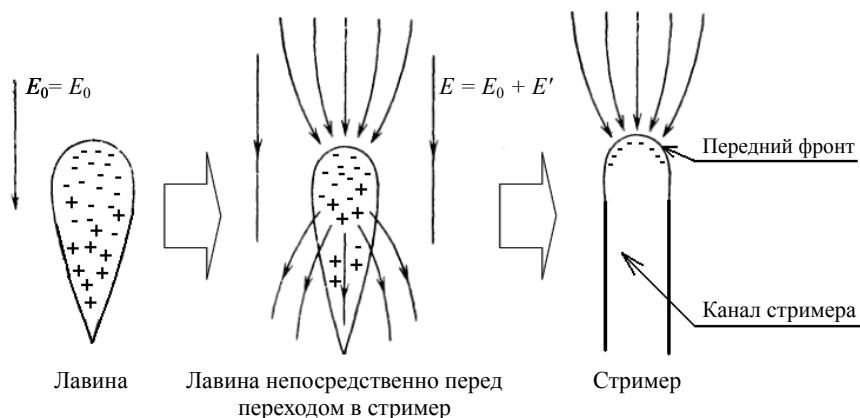 E₀= E₀
E = E₀ + E′
Передний фронт
Канал стримера
Лавина
Лавина непосредственно перед
переходом в стример
Стример